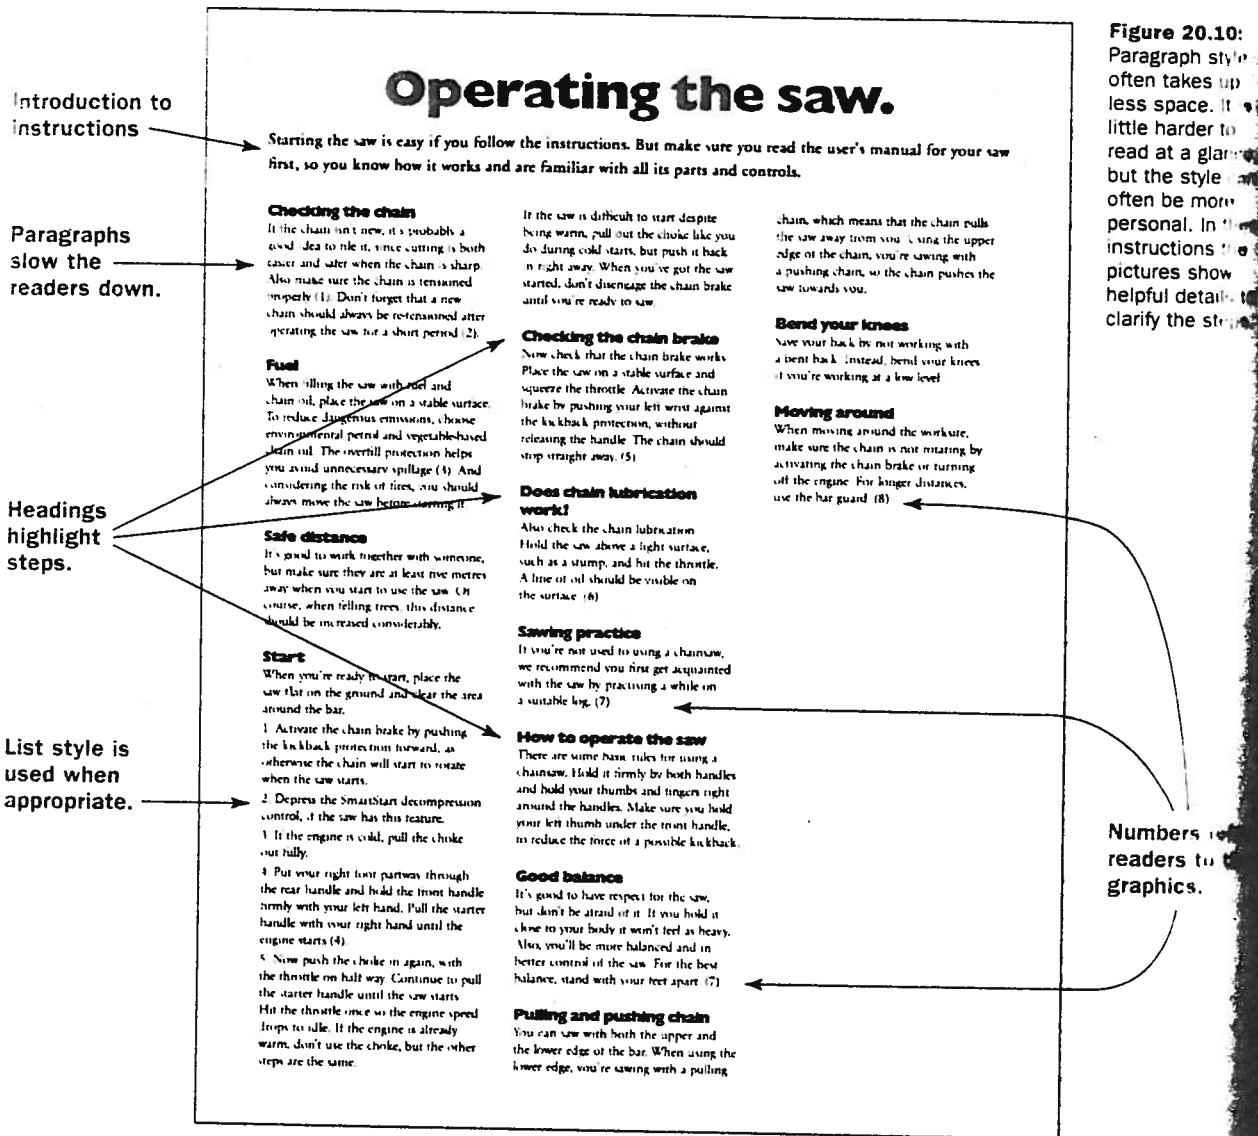 Figure 20.10:
Paragraph style
often takes up
less space. It
little harder to
read at a glance
but the style
often be more
personal. In
instructions
pictures show
helpful details
clarify the
Introduction to
instructions
Paragraphs
slow the
readers down.
Headings
highlight
steps.
List style is
used when
appropriate.
Operating the saw.
Starting the saw is easy if you follow the instructions. But make sure you read the user's manual for your saw
first, so you know how it works and are familiar with all its parts and controls.
Checking the chain
If the chain isn't new, it's probably a
good idea to file it, since cutting is both
easier and safer when the chain is sharp.
Also make sure the chain is tensioned
properly (1). Don't forget that a new
chain should always be re-tensioned after
operating the saw for a short period (2).
Fuel
When filling the saw with fuel and
chain oil, place the saw on a stable surface.
To reduce dangerous emissions, choose
environmental petrol and vegetable-based
chain oil. The overfill protection helps
you avoid unnecessary spillage (3). And
considering the risk of fires, you should
always move the saw before starting it.
Safe distance
It's good to work together with someone,
but make sure they are at least five metres
away when you start to use the saw. Of
course, when felling trees, this distance
should be increased considerably.
Start
When you're ready to start, place the
saw flat on the ground and clear the area
around the bar.
1. Activate the chain brake by pushing
the kickback protection forward, as
otherwise the chain will start to rotate
when the saw starts.
2. Depress the SmartStart decompression
control, if the saw has this feature.
3. If the engine is cold, pull the choke
out fully.
4. Put your right foot partway through
the rear handle and hold the front handle
firmly with your left hand. Pull the starter
handle with your right hand until the
engine starts (4).
5. Now push the choke in again, with
the throttle on half way. Continue to pull
the starter handle until the saw starts.
Hit the throttle once so the engine speed
drops to idle. If the engine is already
warm, don't use the choke, but the other
steps are the same.
If the saw is difficult to start despite
being warm, pull out the choke like you
do during cold starts, but push it back
in right away. When you've got the saw
started, don't disengage the chain brake
until you're ready to saw.
Checking the chain brake
Now check that the chain brake works.
Place the saw on a stable surface and
squeeze the throttle. Activate the chain
brake by pushing your left wrist against
the kickback protection, without
releasing the handle. The chain should
stop straight away. (5)
Does chain lubrication
work?
Also check the chain lubrication.
Hold the saw above a light surface,
such as a stump, and hit the throttle.
A line of oil should be visible on
the surface. (6)
Sawing practice
If you're not used to using a chainsaw,
we recommend you first get acquainted
with the saw by practising a while on
a suitable log. (7)
How to operate the saw
There are some basic rules for using a
chainsaw. Hold it firmly by both handles
and hold your thumbs and fingers right
around the handles. Make sure you hold
your left thumb under the front handle,
to reduce the force of a possible kickback.
Good balance
It's good to have respect for the saw,
but don't be afraid of it. If you hold it
close to your body it won't feel as heavy.
Also, you'll be more balanced and in
better control of the saw. For the best
balance, stand with your feet apart. (7)
Pulling and pushing chain
You can saw with both the upper and
the lower edge of the bar. When using the
lower edge, you're sawing with a pulling
chain, which means that the chain pulls
the saw away from you. Using the upper
edge of the chain, you're sawing with
a pushing chain, so the chain pushes the
saw towards you.
Bend your knees
Save your back by not working with
a bent back. Instead, bend your knees
if you're working at a low level.
Moving around
When moving around the worksite,
make sure the chain is not rotating by
activating the chain brake or turning
off the engine. For longer distances,
use the bar guard. (8)
Numbers
readers to
graphics.